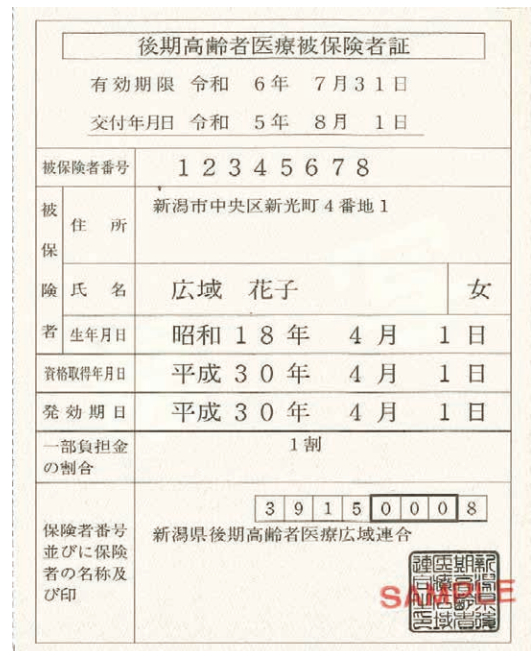 後期高齢者医療被保険者証
有効期限 令和 6年 7月31日
交付年月日 令和 5年 8月 1日
被保険者番号 12345678
被保険者
住所 新潟市中央区新光町4番地1
氏名 広域 花子 女
生年月日 昭和18年 4月 1日
資格取得年月日 平成30年 4月 1日
発効期日 平成30年 4月 1日
一部負担金
の割合
1割
保険者番号
並びに保険
者の名称及
び印
39150008
新潟県後期高齢者医療広域連合
SAMPLE